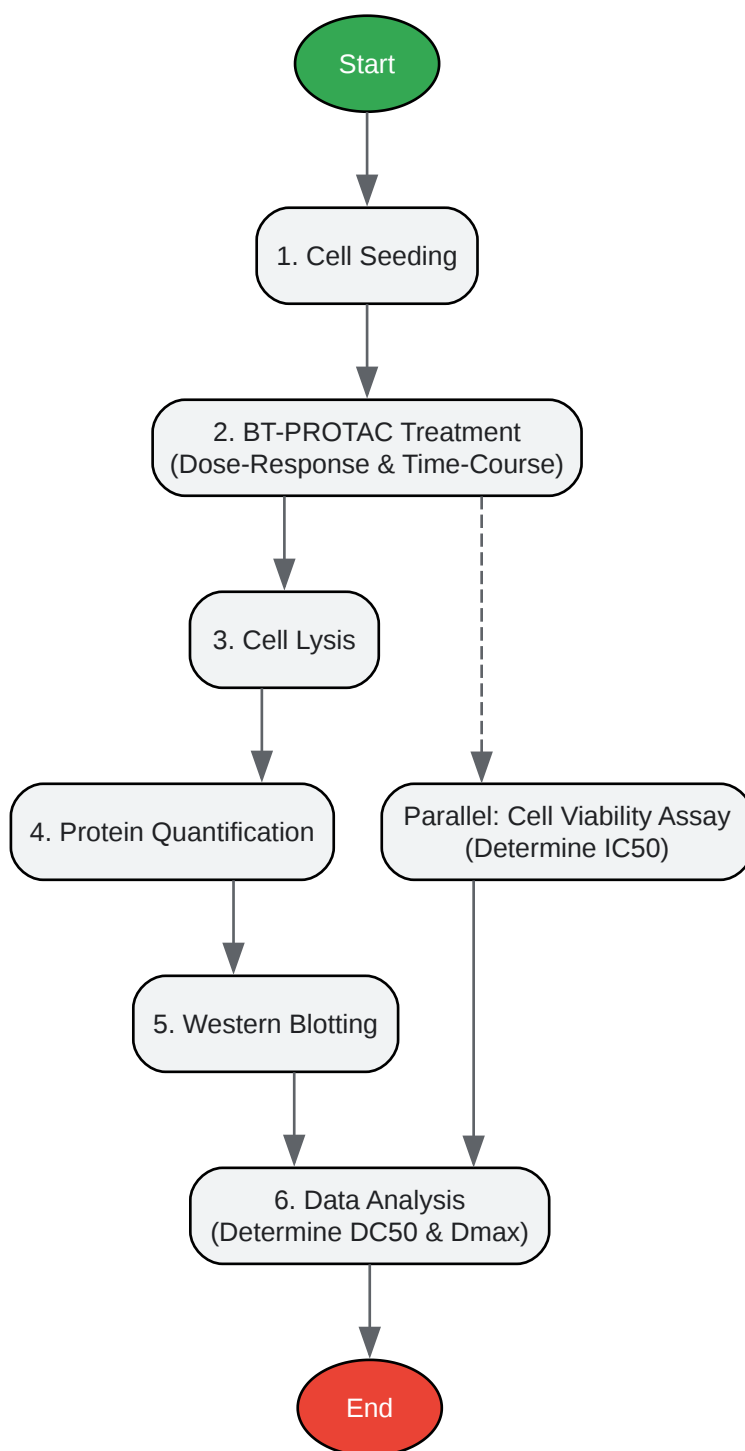 Start
1. Cell Seeding
2. BT-PROTAC Treatment
(Dose-Response & Time-Course)
3. Cell Lysis
4. Protein Quantification
Parallel: Cell Viability Assay
(Determine IC50)
5. Western Blotting
6. Data Analysis
(Determine DC50 & Dmax)
End